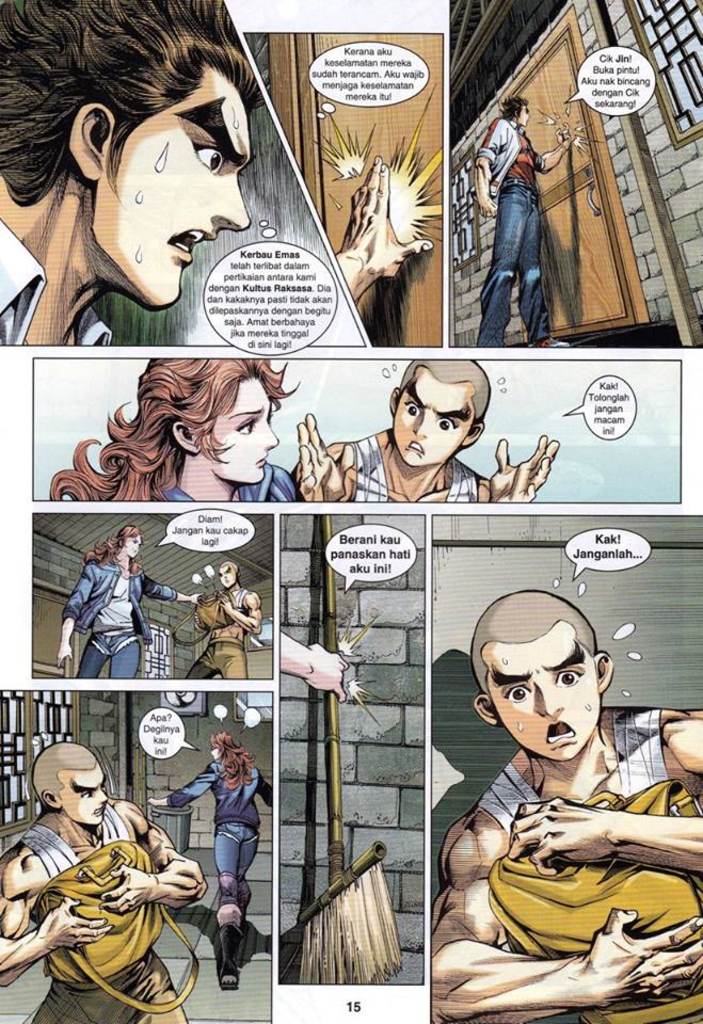 Kerbau Emas
telah terlibat dalam
pertikaian antara kami
dengan Kultus Raksasa. Dia
dan kakaknya pasti tidak akan
dilepaskannya dengan begitu
saja. Amat berbahaya
jika mereka tinggal
di sini lagi!
Kerana aku
keselamatan mereka
sudah terancam. Aku wajib
menjaga keselamatan
mereka itu!
Cik Jin!
Buka pintu!
Aku nak bincang
dengan Cik
sekarang!
Kak!
Tolonglah
jangan
macam
ini!
Diam!
Jangan kau cakap
lagi!
Apa?
Degilnya
kau
ini!
Berani kau
panaskan hati
aku ini!
Kak!
Janganlah...
15